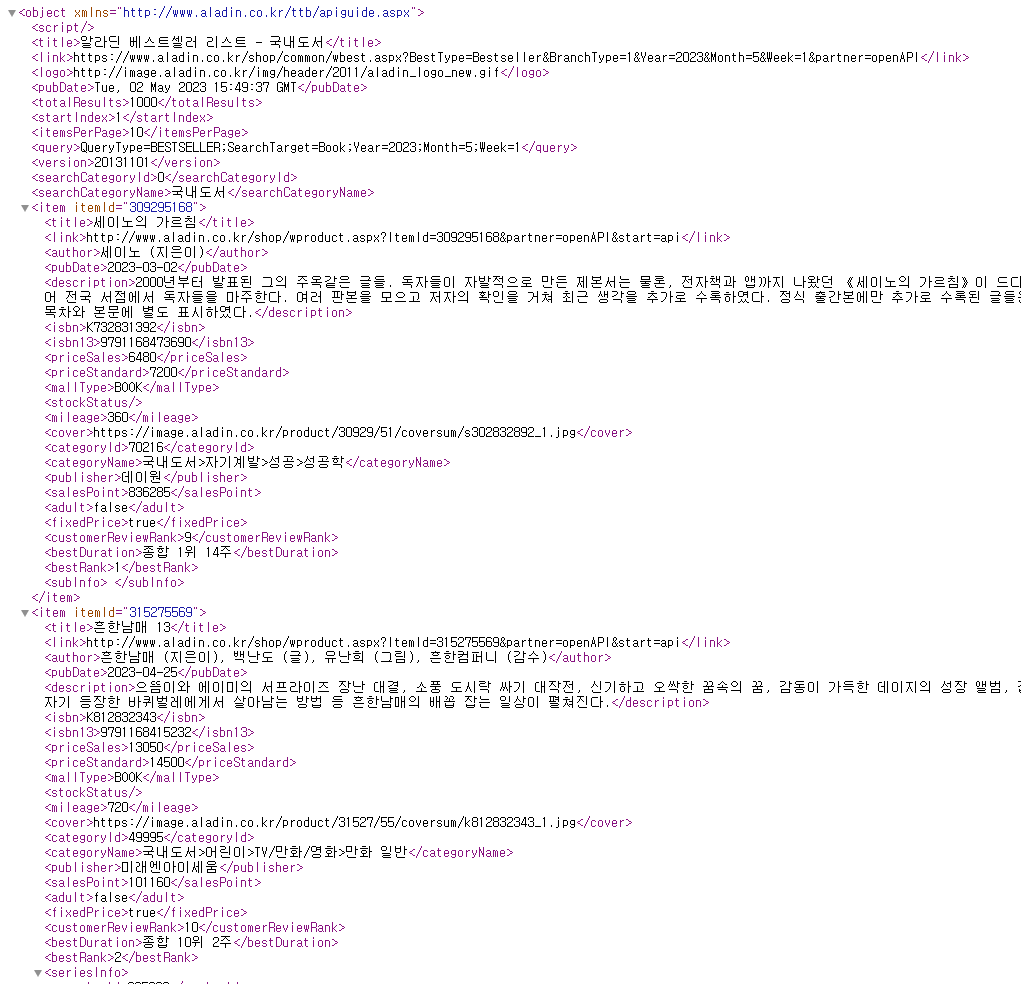 ▼<object xmlns="http://www.aladin.co.kr/ttb/apiguide.aspx">
<script/>
<title>알라딘 베스트셀러 리스트 - 국내도서</title>
<link>https://www.aladin.co.kr/shop/common/wbest.aspx?BestType=Bestseller&BranchType=1&Year=2023&Month=5&Week=1&partner=openAPI</link>
<logo>http://image.aladin.co.kr/img/header/2011/aladin_logo_new.gif</logo>
<pubDate>Tue, 02 May 2023 15:49:37 GMT</pubDate>
<totalResults>1000</totalResults>
<startIndex>1</startIndex>
<itemsPerPage>10</itemsPerPage>
<query>QueryType=BESTSELLER;SearchTarget=Book;Year=2023;Month=5;Week=1</query>
<version>20131101</version>
<searchCategoryId>0</searchCategoryId>
<searchCategoryName>국내도서</searchCategoryName>
▼<item itemId="309295168">
<title>세이노의 가르침</title>
<link>http://www.aladin.co.kr/shop/wproduct.aspx?ItemId=309295168&partner=openAPI&start=api</link>
<author>세이노 (지은이)</author>
<pubDate>2023-03-02</pubDate>
<description>2000년부터 발표된 그의 주옥같은 글들. 독자들이 자발적으로 만든 제본서는 물론, 전자책과 앱까지 나왔던 《세이노의 가르침》이 드디
어 전국 서점에서 독자들을 마주한다. 여러 판본을 모으고 저자의 확인을 거쳐 최근 생각을 추가로 수록하였다. 정식 출간본에만 추가로 수록된 글들은
목차와 본문에 별도 표시하였다.</description>
<isbn>K732831392</isbn>
<isbn13>9791168473690</isbn13>
<priceSales>6480</priceSales>
<priceStandard>7200</priceStandard>
<mallType>BOOK</mallType>
<stockStatus/>
<mileage>360</mileage>
<cover>https://image.aladin.co.kr/product/30929/51/coversum/s302832892_1.jpg</cover>
<categoryId>70216</categoryId>
<categoryName>국내도서>자기계발>성공>성공학</categoryName>
<publisher>데이원</publisher>
<salesPoint>836285</salesPoint>
<adult>false</adult>
<fixedPrice>true</fixedPrice>
<customerReviewRank>9</customerReviewRank>
<bestDuration>종합 1위 14주</bestDuration>
<bestRank>1</bestRank>
<subInfo> </subInfo>
</item>
▼<item itemId="315275569">
<title>흔한남매 13</title>
<link>http://www.aladin.co.kr/shop/wproduct.aspx?ItemId=315275569&partner=openAPI&start=api</link>
<author>흔한남매 (지은이), 백난도 (글), 유난희 (그림), 흔한컴퍼니 (감수)</author>
<pubDate>2023-04-25</pubDate>
<description>으뜸이와 에이미의 서프라이즈 장난 대결, 소풍 도시락 싸기 대작전, 신기하고 오싹한 꿈속의 꿈, 감동이 가득한 데이지의 성장 앨범,
자기 등장한 바퀴벌레에게서 살아남는 방법 등 흔한남매의 배꼽 잡는 일상이 펼쳐진다.</description>
<isbn>K812832343</isbn>
<isbn13>9791168415232</isbn13>
<priceSales>13050</priceSales>
<priceStandard>14500</priceStandard>
<mallType>BOOK</mallType>
<stockStatus/>
<mileage>720</mileage>
<cover>https://image.aladin.co.kr/product/31527/55/coversum/k812832343_1.jpg</cover>
<categoryId>49995</categoryId>
<categoryName>국내도서>어린이>TV/만화/영화>만화 일반</categoryName>
<publisher>미래엔아이세움</publisher>
<salesPoint>101160</salesPoint>
<adult>false</adult>
<fixedPrice>true</fixedPrice>
<customerReviewRank>10</customerReviewRank>
<bestDuration>종합 10위 2주</bestDuration>
<bestRank>2</bestRank>
▼<seriesInfo>